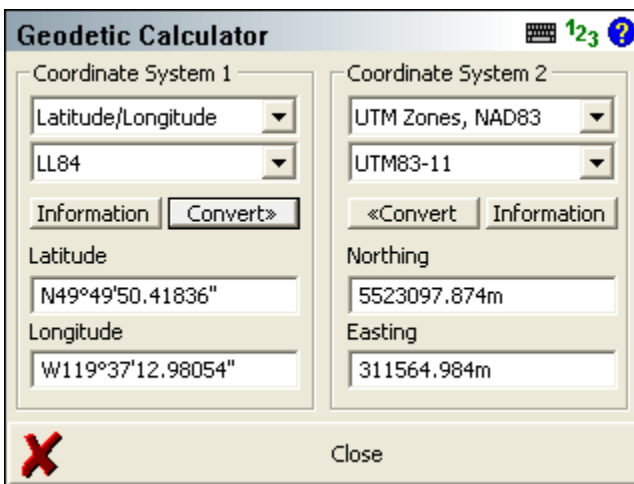 Geodetic Calculator
123 ?
Coordinate System 1
Latitude/Longitude
LL84
Information Convert»
Latitude
N49°49'50.41836"
Longitude
W119°37'12.98054"
Coordinate System 2
UTM Zones, NAD83
UTM83-11
«Convert Information
Northing
5523097.874m
Easting
311564.984m
Close